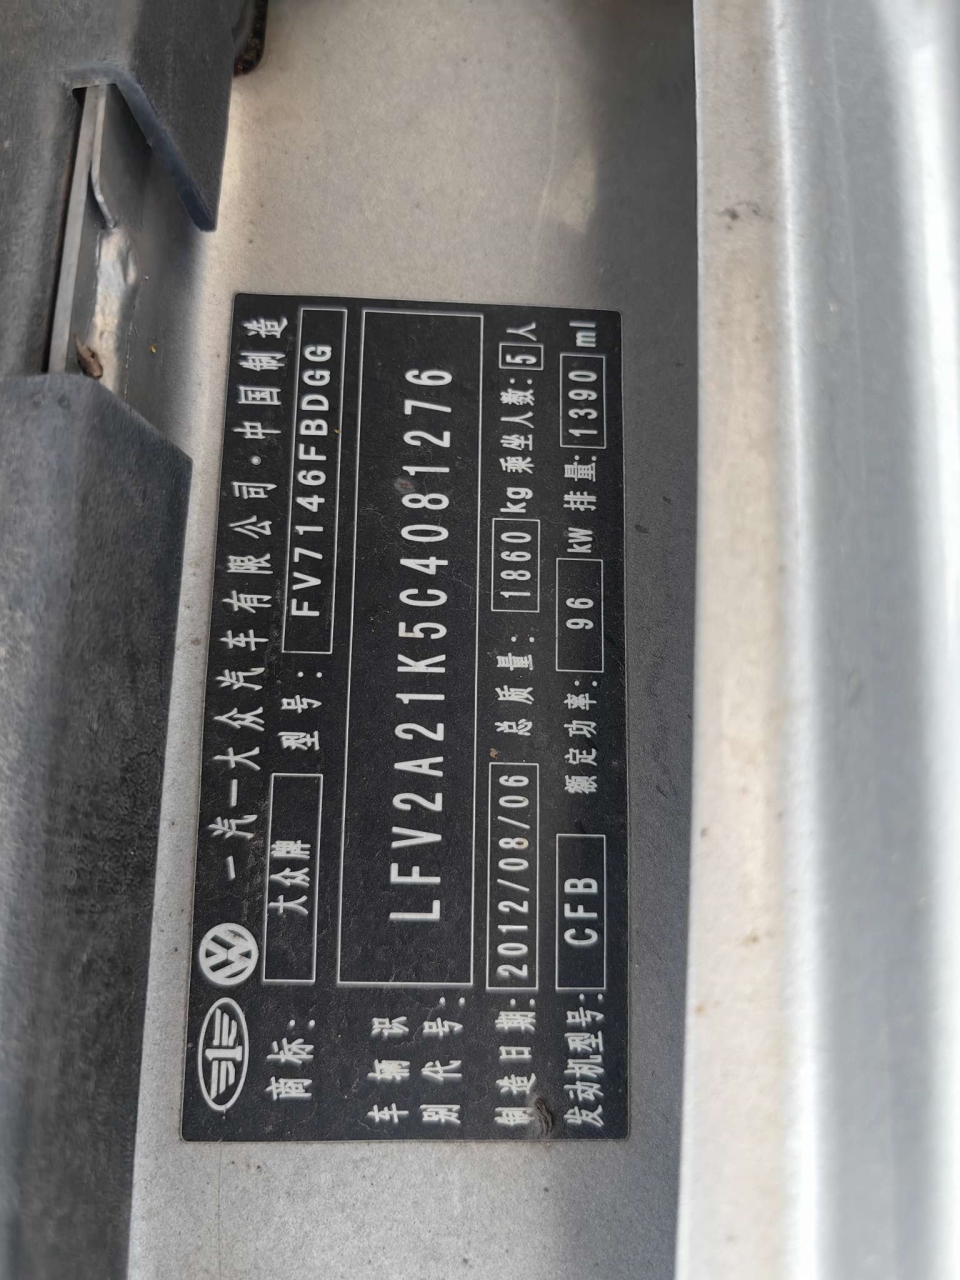 一汽一大众汽车有限公司·中国制造
商标: 大众牌 型号: FV7146FBDGG
车辆识别代号: LFV2A21K5C4081276
制造日期: 2012/08/06 总质量: 1860 kg 乘坐人数: 5 人
发动机型号: CFB 额定功率: 96 kW 排量: 1390 ml